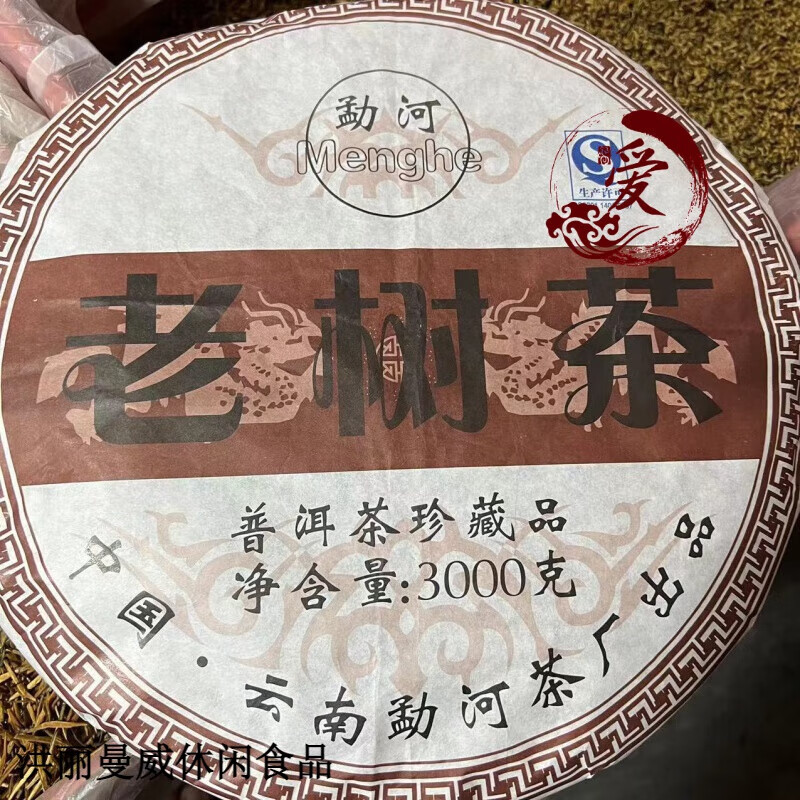 勐河
Menghe
生产许可
爱
老树茶
普洱茶珍藏品
净含量:3000克
中国·云南勐河茶厂出品
洪丽曼威休闲食品